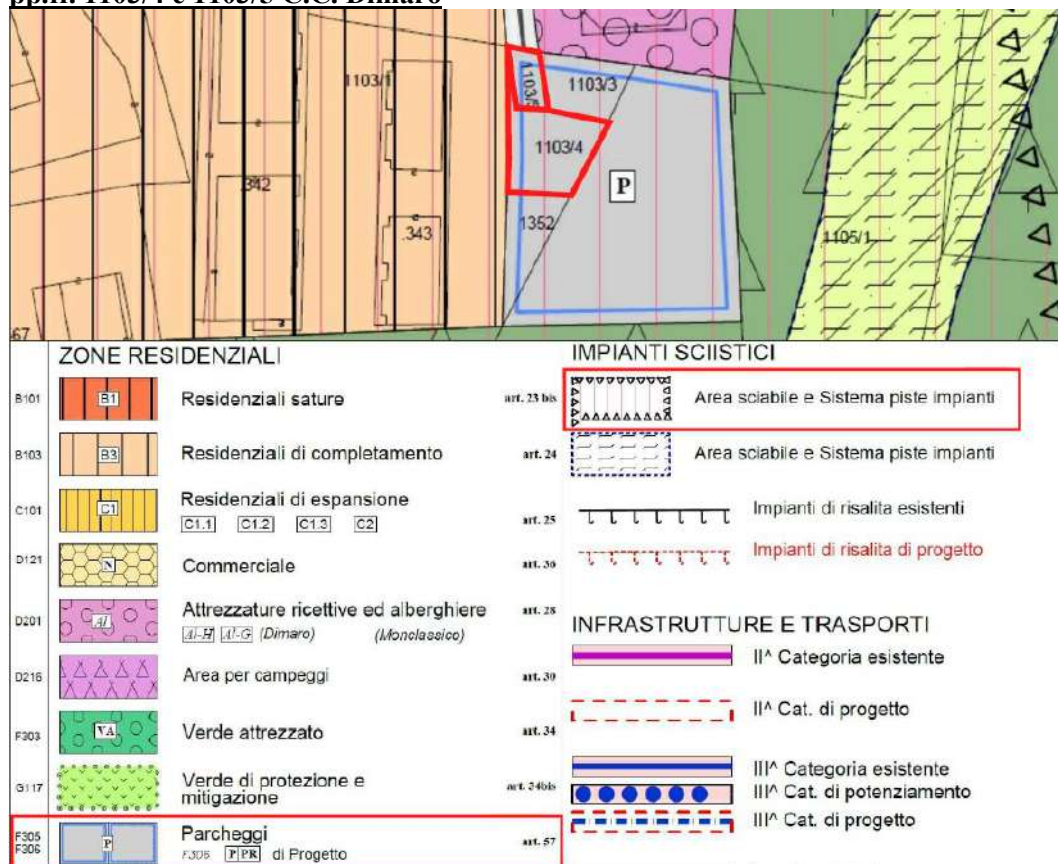 pp.ff. 1103/4 e 1103/5 C.C. Dimaro
1103/1
1103/5
1103/3
1103/4
P
.342
.343
1352
1105/1
67
ZONE RESIDENZIALI
B101 B1 Residenziali sature
B103 B3 Residenziali di completamento
C101 C1 Residenziali di espansione
C1.1 C1.2 C1.3 C2
D121 N Commerciale
D201 Al Attrezzature ricettive ed alberghiere
Al-H Al-G (Dimaro) (Monclassico)
D216 Area per campeggi
F303 VA Verde attrezzato
G117 Verde di protezione e
mitigazione
F305
F306 P Parcheggi
F306 P PR di Progetto
art. 23 bis
art. 24
art. 25
art. 36
art. 28
art. 30
art. 34
art. 34bis
art. 57
IMPIANTI SCIISTICI
Area sciabile e Sistema piste impianti
Area sciabile e Sistema piste impianti
Impianti di risalita esistenti
Impianti di risalita di progetto
INFRASTRUTTURE E TRASPORTI
II^ Categoria esistente
II^ Cat. di progetto
III^ Categoria esistente
III^ Cat. di potenziamento
III^ Cat. di progetto